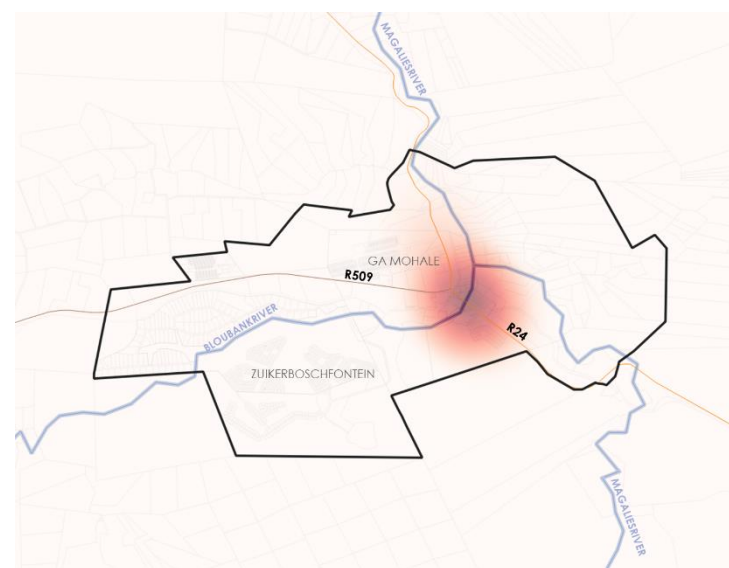 MAGALIESRIVER
GA MOHALE
R509
BLOUBANKRIVER
R24
ZUIKERBOSCHFONTEIN
MAGALIESRIVER